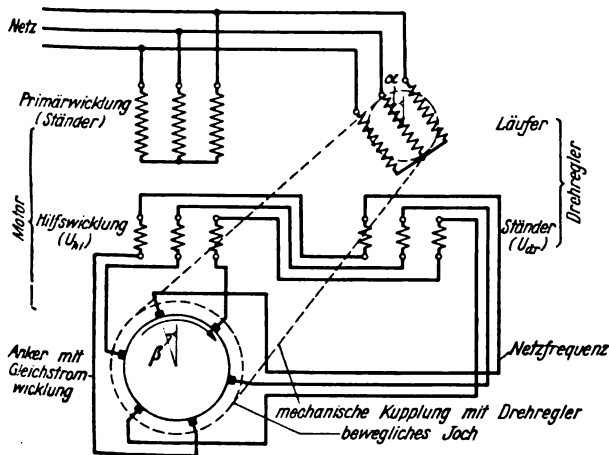 Netz
α
Primärwicklung
(Ständer)
Läufer
Drehregler
Motor
Hilfswicklung
(U_hi)
Ständer
(U_dr)
Netzfrequenz
Anker mit
Gleichstrom-
wicklung
β
mechanische Kupplung mit Drehregler
bewegliches Joch